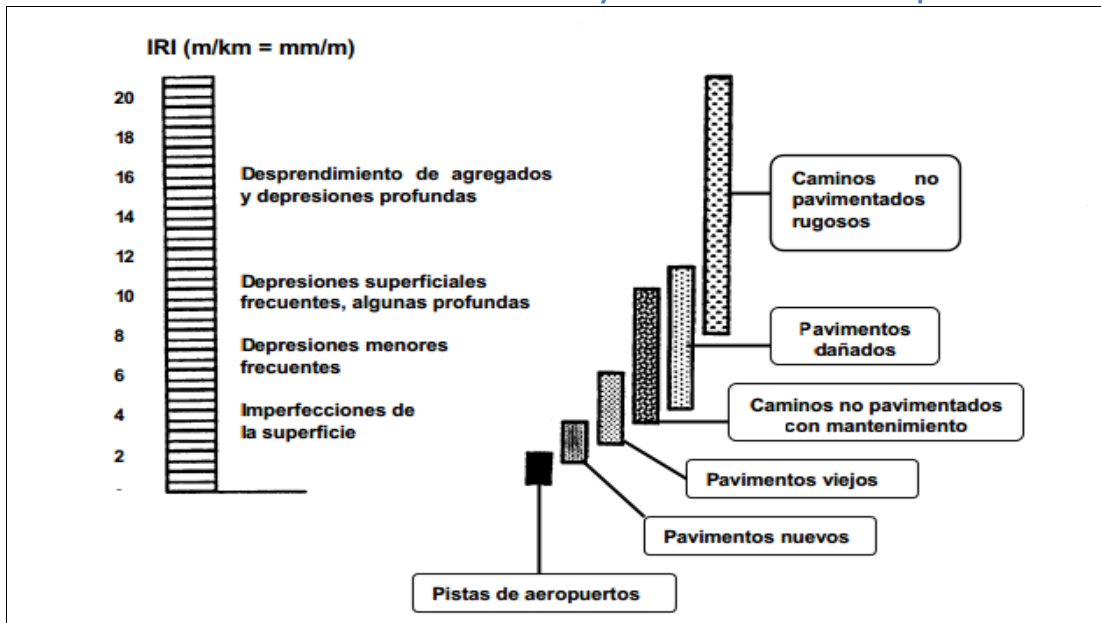 IRI (m/km = mm/m)
20
18
16
14
12
10
8
6
4
2
-
Desprendimiento de agregados
y depresiones profundas
Depresiones superficiales
frecuentes, algunas profundas
Depresiones menores
frecuentes
Imperfecciones de
la superficie
Caminos no
pavimentados
rugosos
Pavimentos
dañados
Caminos no pavimentados
con mantenimiento
Pavimentos viejos
Pavimentos nuevos
Pistas de aeropuertos